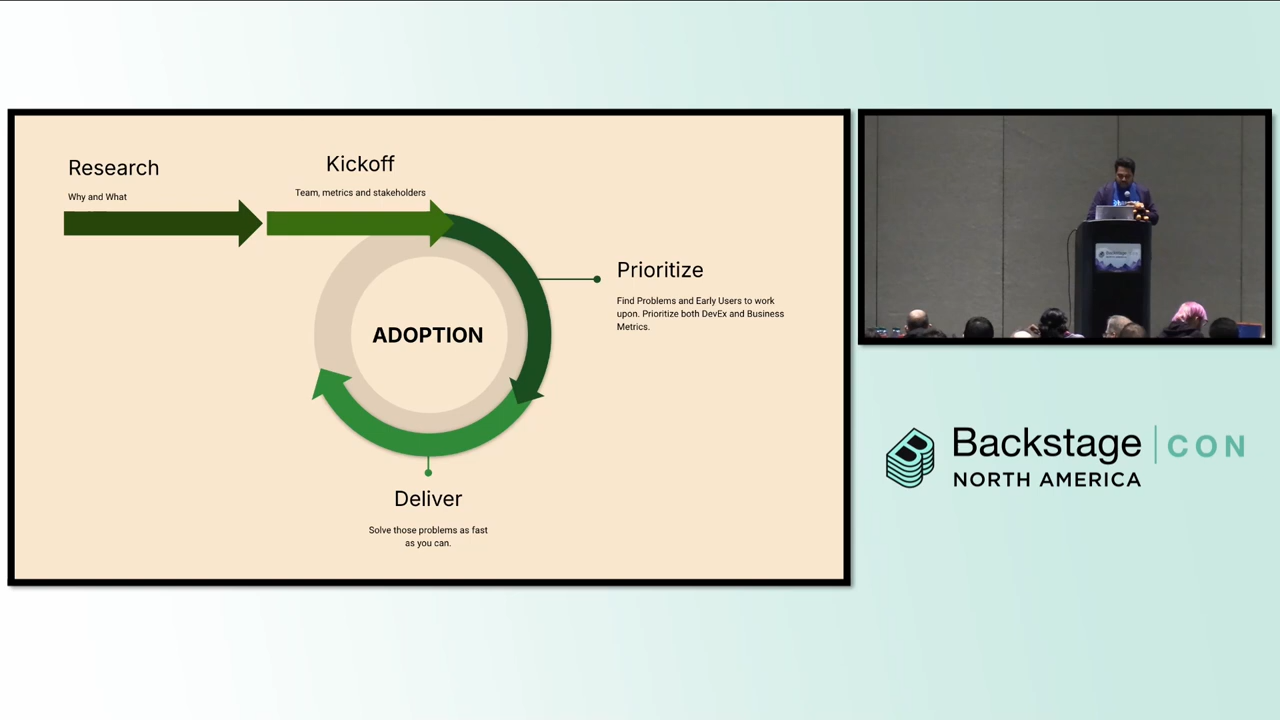 Research
Why and What
Kickoff
Team, metrics and stakeholders
Prioritize
Find Problems and Early Users to work
upon. Prioritize both DevEx and Business
Metrics.
ADOPTION
Deliver
Solve those problems as fast
as you can.
Backstage
Backstage | CON
NORTH AMERICA